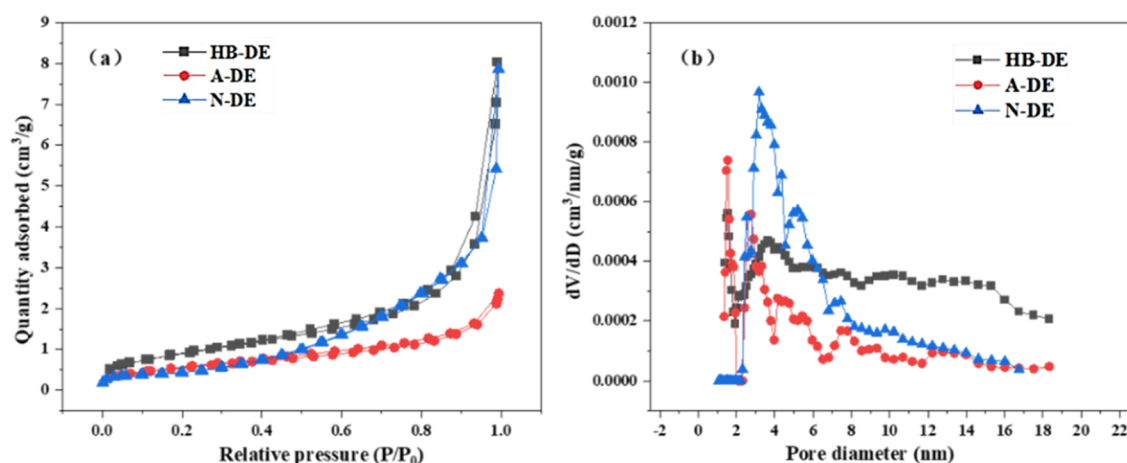 (a)
HB-DE
A-DE
N-DE
Quantity adsorbed (cm³/g)
9
8
7
6
5
4
3
2
1
0
0.0 0.2 0.4 0.6 0.8 1.0
Relative pressure (P/P₀)
(b)
HB-DE
A-DE
N-DE
dV/dD (cm³/nm/g)
0.0012
0.0010
0.0008
0.0006
0.0004
0.0002
0.0000
-2 0 2 4 6 8 10 12 14 16 18 20 22
Pore diameter (nm)